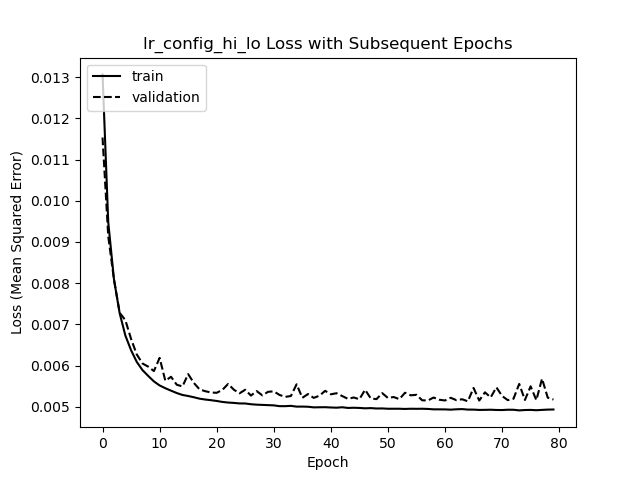 lr_config_hi_lo Loss with Subsequent Epochs
train
validation
0.013
0.012
0.011
0.010
0.009
0.008
0.007
0.006
0.005
Loss (Mean Squared Error)
0 10 20 30 40 50 60 70 80
Epoch